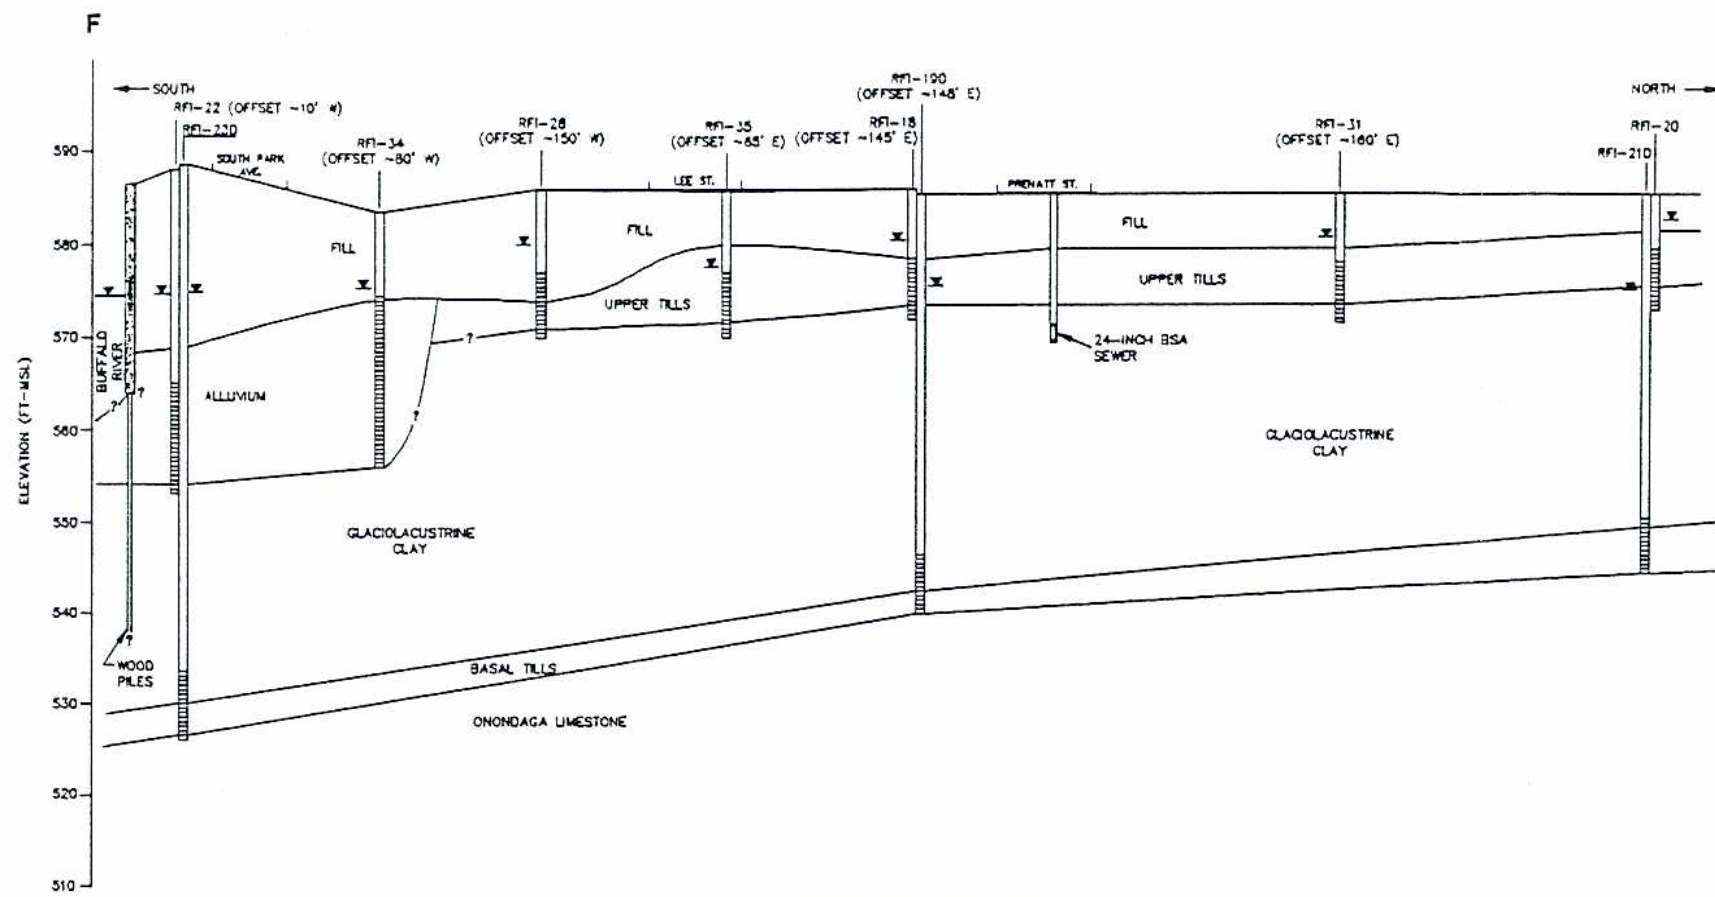 F
SOUTH
NORTH
RFI-22 (OFFSET ~10' W)
RFI-22D
SOUTH PARK
AVE.
RFI-34
(OFFSET ~80' W)
RFI-28
(OFFSET ~150' W)
RFI-35
(OFFSET ~85' E)
LEE ST.
RFI-19D
(OFFSET ~148' E)
RFI-18
(OFFSET ~145' E)
PRENATT ST.
RFI-31
(OFFSET ~160' E)
RFI-20
RFI-21D
ELEVATION (FT-MSL)
590
580
570
560
550
540
530
520
510
FILL
FILL
FILL
UPPER TILLS
UPPER TILLS
BUFFALO
RIVER
?
?
?
?
?
ALLUVIUM
24-INCH BSA
SEWER
GLACIOLACUSTRINE
CLAY
GLACIOLACUSTRINE
CLAY
WOOD
PILES
BASAL TILLS
ONONDAGA LIMESTONE